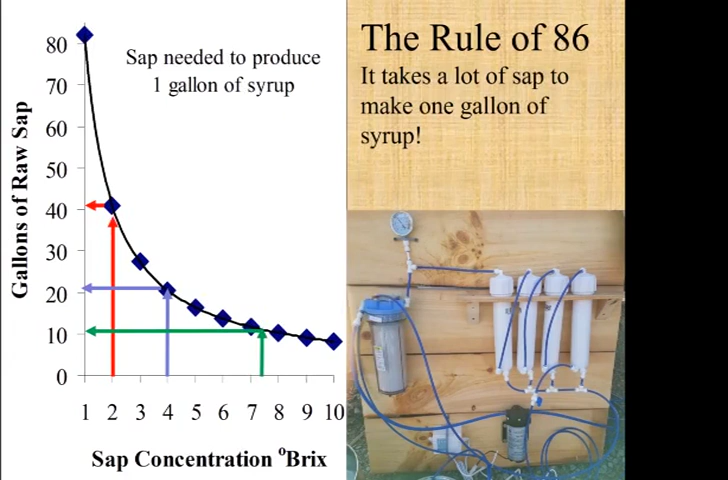 Sap needed to produce
1 gallon of syrup
Gallons of Raw Sap
80
70
60
50
40
30
20
10
0
1 2 3 4 5 6 7 8 9 10
Sap Concentration °Brix
The Rule of 86
It takes a lot of sap to
make one gallon of
syrup!